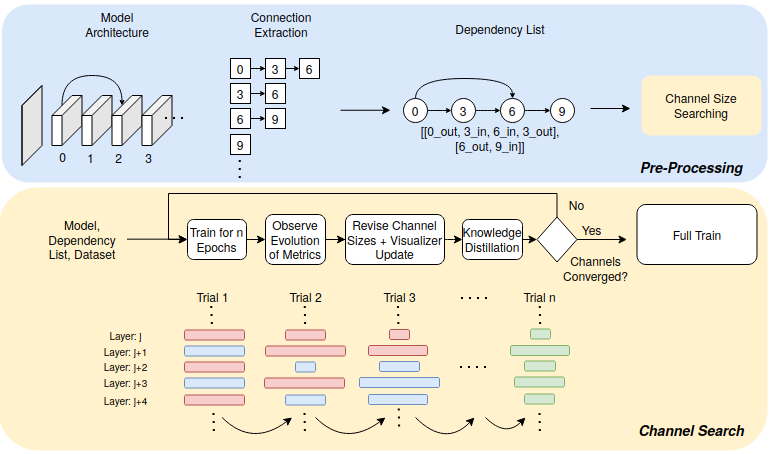 Model
Architecture
Connection
Extraction
Dependency List
0 3 6
3 6
6 9
9
0 1 2 3
0 3 6 9
[[0_out, 3_in, 6_in, 3_out],
[6_out, 9_in]]
Channel Size
Searching
Pre-Processing
Model,
Dependency
List, Dataset
Train for n
Epochs
Observe
Evolution
of Metrics
Revise Channel
Sizes + Visualizer
Update
Knowledge
Distillation
No
Yes
Channels
Converged?
Full Train
Trial 1
Trial 2
Trial 3
Trial n
Layer: j
Layer: j+1
Layer: j+2
Layer: j+3
Layer: j+4
Channel Search